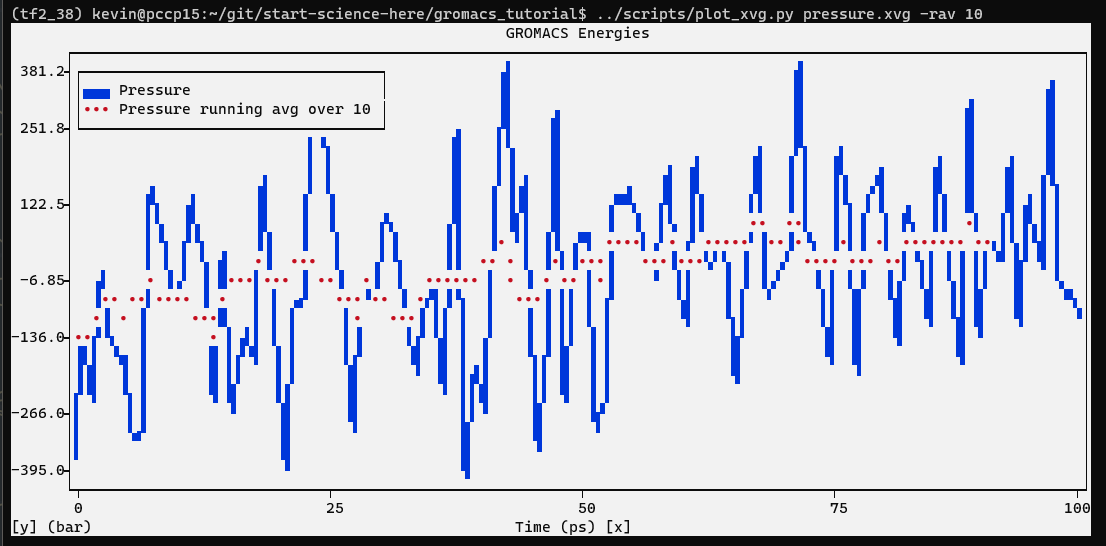 (tf2_38) kevin@pccp15:~/git/start-science-here/gromacs_tutorial$ ../scripts/plot_xvg.py pressure.xvg -rav 10
GROMACS Energies
381.2
Pressure
Pressure running avg over 10
251.8
122.5
-6.85
-136.0
-266.0
-395.0
0 25 50 75 100
[y] (bar) Time (ps) [x]